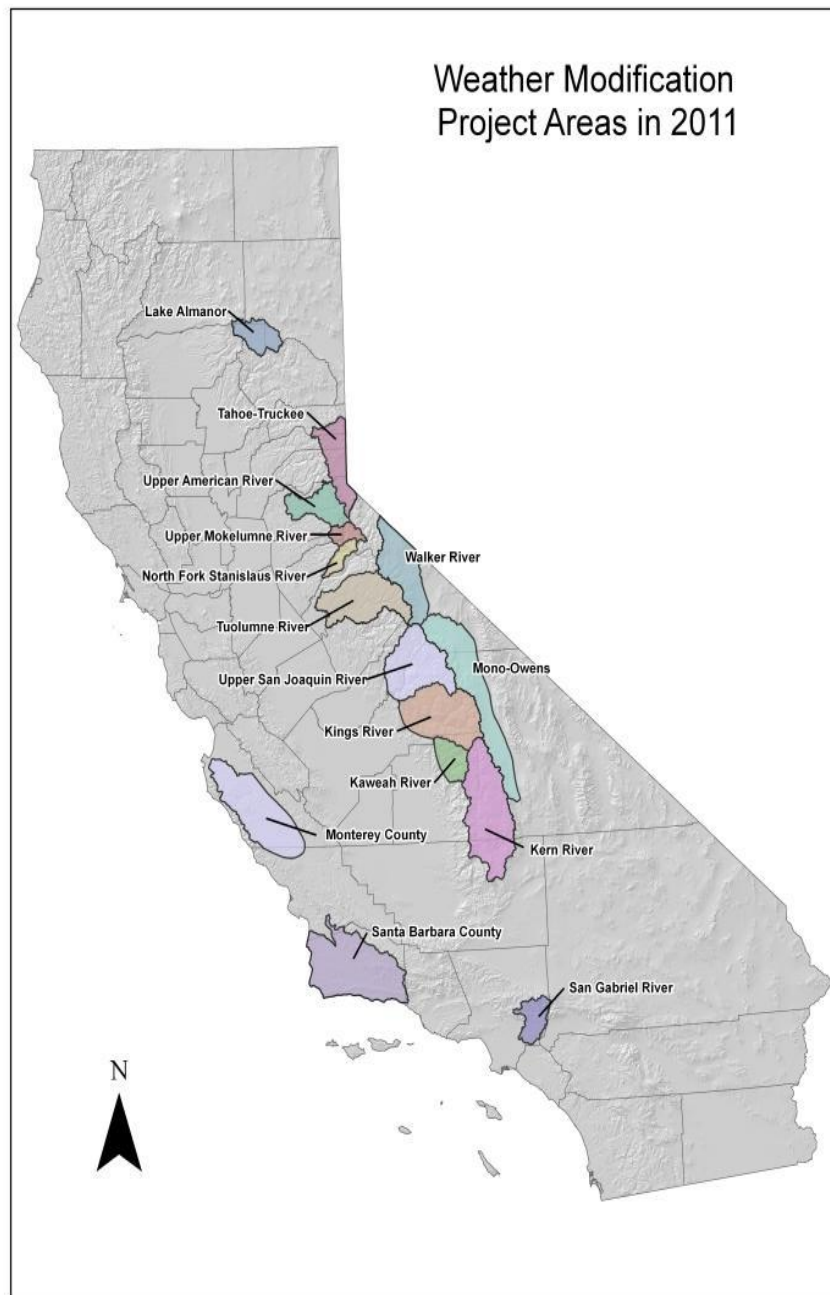 Weather Modification
Project Areas in 2011
Lake Almanor
Tahoe-Truckee
Upper American River
Upper Mokelumne River
Walker River
North Fork Stanislaus River
Tuolumne River
Mono-Owens
Upper San Joaquin River
Kings River
Kaweah River
Monterey County
Kern River
Santa Barbara County
San Gabriel River
N